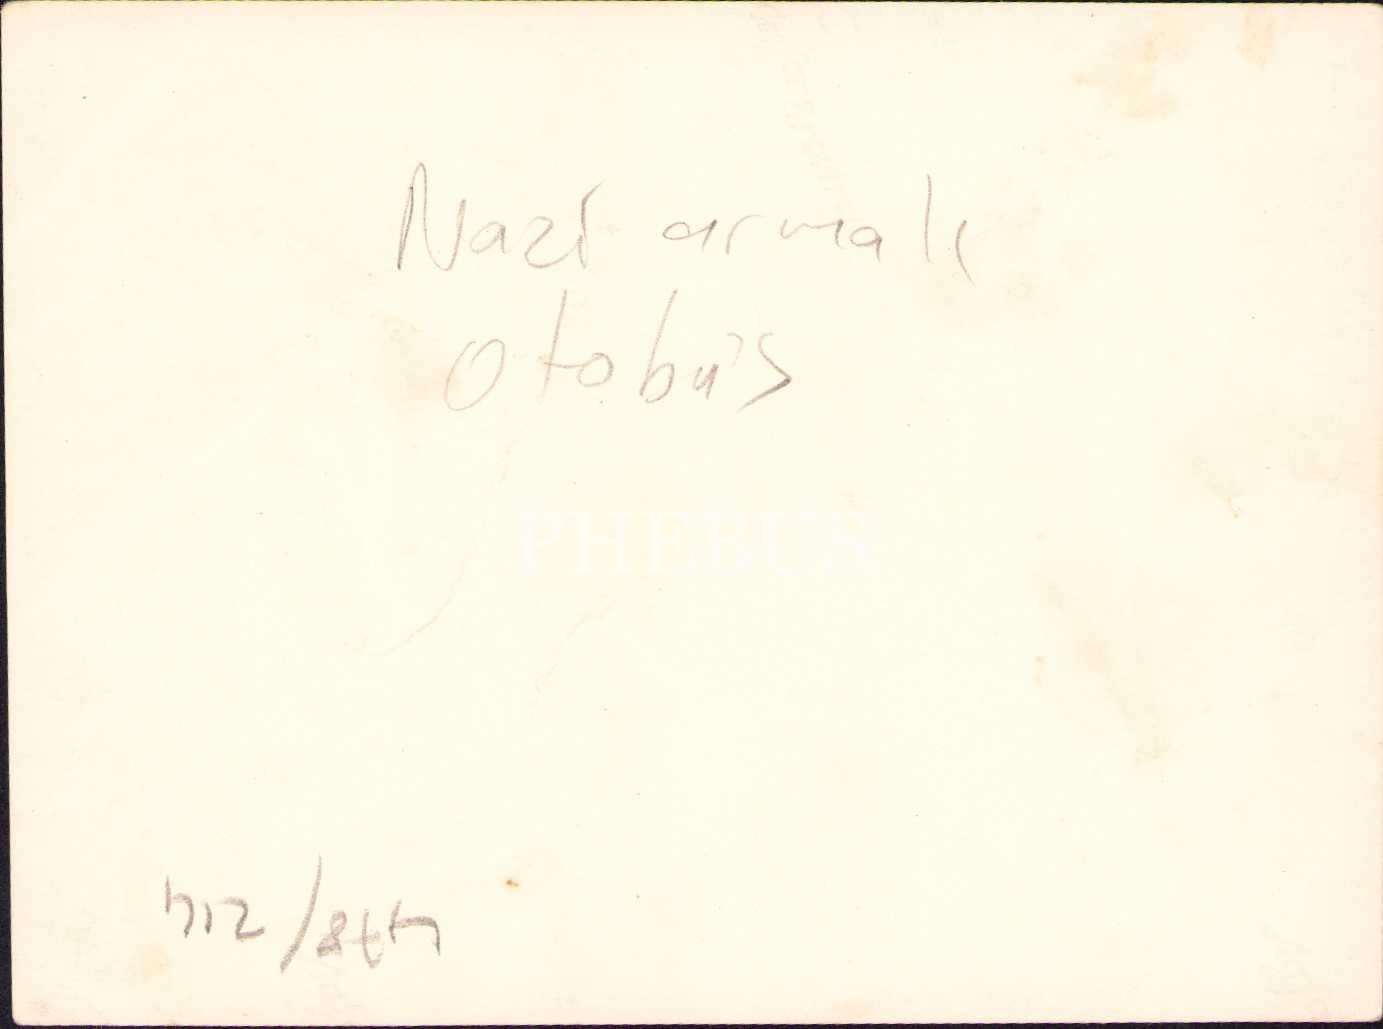 Nazi armalı
otobüs
PHEBUS